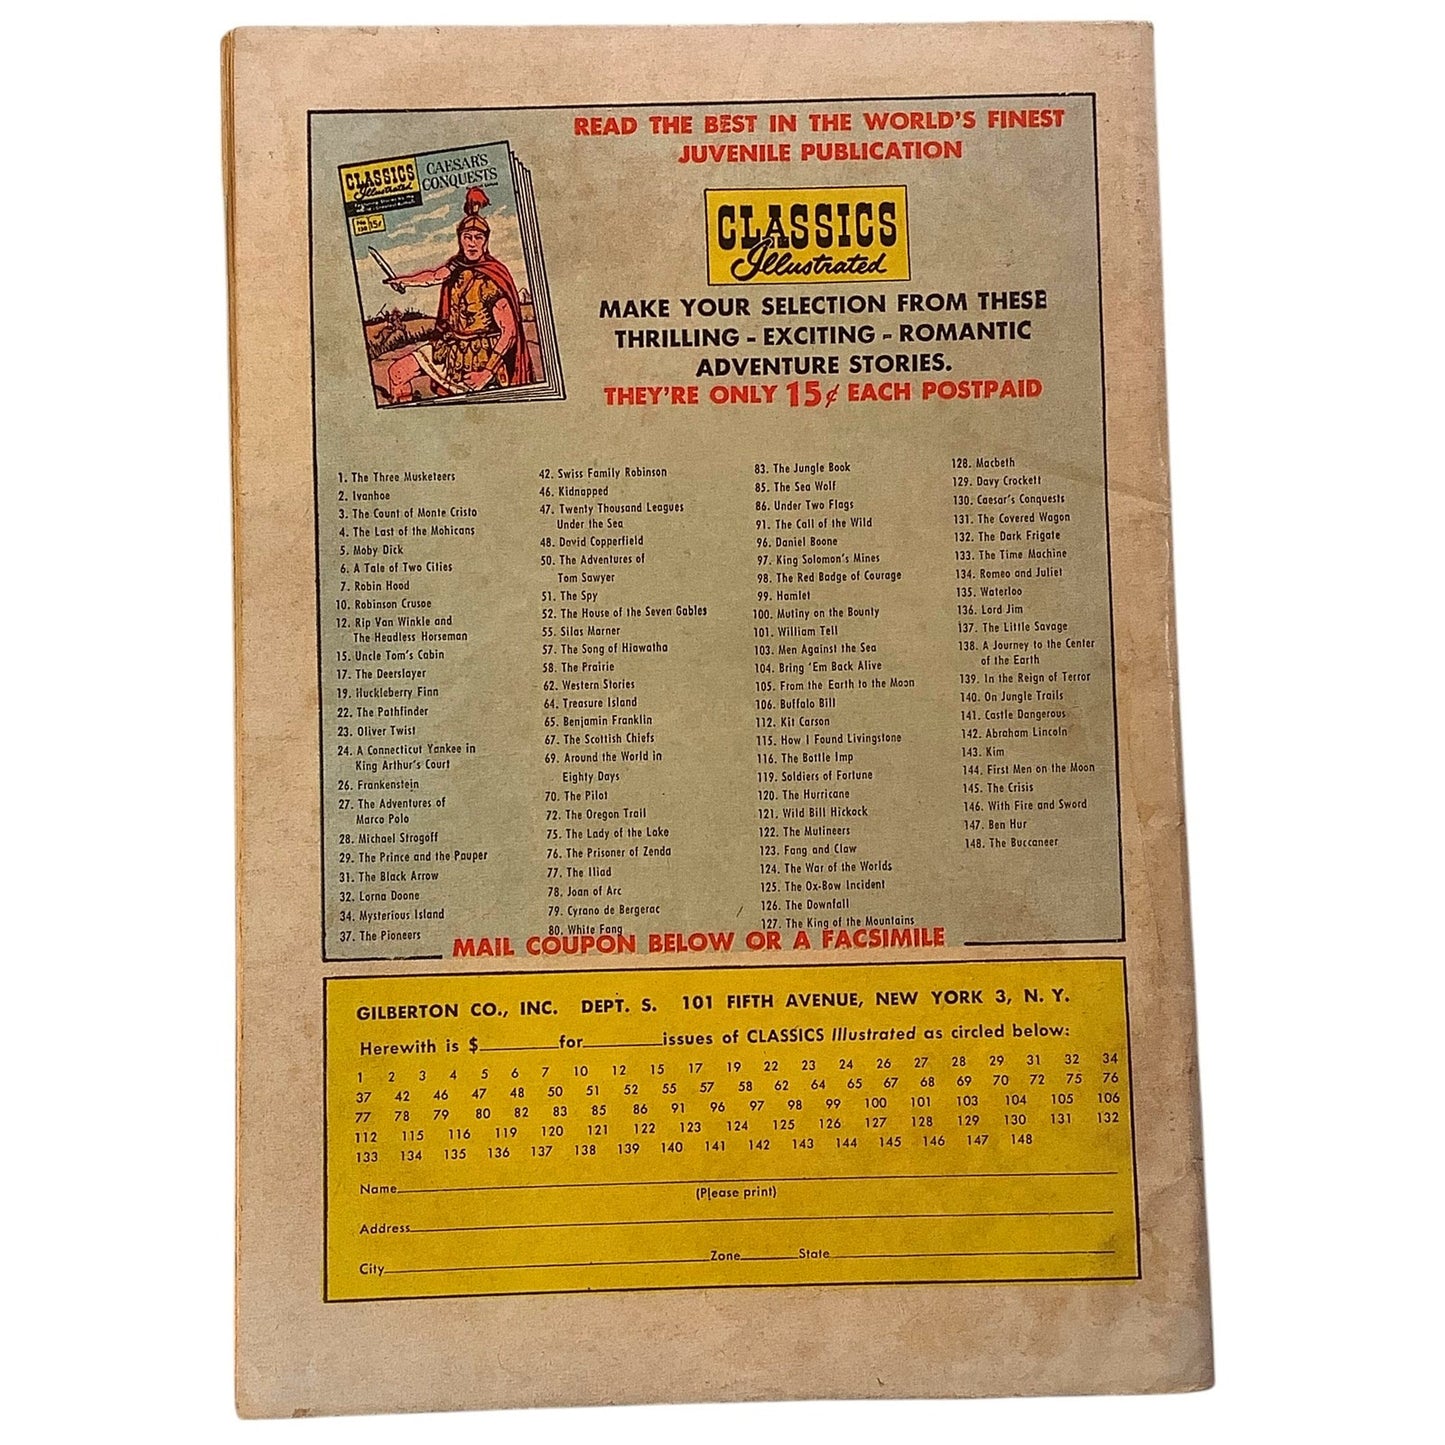 READ THE BEST IN THE WORLD'S FINEST
JUVENILE PUBLICATION
CLASSICS
Illustrated
CAESAR'S
CONQUESTS
No.
130
15¢
CLASSICS
Illustrated
MAKE YOUR SELECTION FROM THESE
THRILLING - EXCITING - ROMANTIC
ADVENTURE STORIES.
THEY'RE ONLY 15¢ EACH POSTPAID
1. The Three Musketeers
2. Ivanhoe
3. The Count of Monte Cristo
4. The Last of the Mohicans
5. Moby Dick
6. A Tale of Two Cities
7. Robin Hood
10. Robinson Crusoe
12. Rip Van Winkle and
The Headless Horseman
15. Uncle Tom's Cabin
17. The Deerslayer
19. Huckleberry Finn
22. The Pathfinder
23. Oliver Twist
24. A Connecticut Yankee in
King Arthur's Court
26. Frankenstein
27. The Adventures of
Marco Polo
28. Michael Strogoff
29. The Prince and the Pauper
31. The Black Arrow
32. Lorna Doone
34. Mysterious Island
37. The Pioneers
42. Swiss Family Robinson
46. Kidnapped
47. Twenty Thousand Leagues
Under the Sea
48. David Copperfield
50. The Adventures of
Tom Sawyer
51. The Spy
52. The House of the Seven Gables
55. Silas Marner
57. The Song of Hiawatha
58. The Prairie
62. Western Stories
64. Treasure Island
65. Benjamin Franklin
67. The Scottish Chiefs
69. Around the World in
Eighty Days
70. The Pilot
72. The Oregon Trail
75. The Lady of the Lake
76. The Prisoner of Zenda
77. The Iliad
78. Joan of Arc
79. Cyrano de Bergerac
80. White Fang
83. The Jungle Book
85. The Sea Wolf
86. Under Two Flags
91. The Call of the Wild
96. Daniel Boone
97. King Solomon's Mines
98. The Red Badge of Courage
99. Hamlet
100. Mutiny on the Bounty
101. William Tell
103. Men Against the Sea
104. Bring 'Em Back Alive
105. From the Earth to the Moon
106. Buffalo Bill
112. Kit Carson
115. How I Found Livingstone
116. The Bottle Imp
119. Soldiers of Fortune
120. The Hurricane
121. Wild Bill Hickock
122. The Mutineers
123. Fang and Claw
124. The War of the Worlds
125. The Ox-Bow Incident
126. The Downfall
127. The King of the Mountains
128. Macbeth
129. Davy Crockett
130. Caesar's Conquests
131. The Covered Wagon
132. The Dark Frigate
133. The Time Machine
134. Romeo and Juliet
135. Waterloo
136. Lord Jim
137. The Little Savage
138. A Journey to the Center
of the Earth
139. In the Reign of Terror
140. On Jungle Trails
141. Castle Dangerous
142. Abraham Lincoln
143. Kim
144. First Men on the Moon
145. The Crisis
146. With Fire and Sword
147. Ben Hur
148. The Buccaneer
MAIL COUPON BELOW OR A FACSIMILE
GILBERTON CO., INC. DEPT. S. 101 FIFTH AVENUE, NEW YORK 3, N. Y.
Herewith is $ for issues of CLASSICS Illustrated as circled below:
1 2 3 4 5 6 7 10 12 15 17 19 22 23 24 26 27 28 29 31 32 34
37 42 46 47 48 50 51 52 55 57 58 62 64 65 67 68 69 70 72 75 76
77 78 79 80 82 83 85 86 91 96 97 98 99 100 101 103 104 105 106
112 115 116 119 120 121 122 123 124 125 126 127 128 129 130 131 132
133 134 135 136 137 138 139 140 141 142 143 144 145 146 147 148
Name
(Please print)
Address
City Zone State